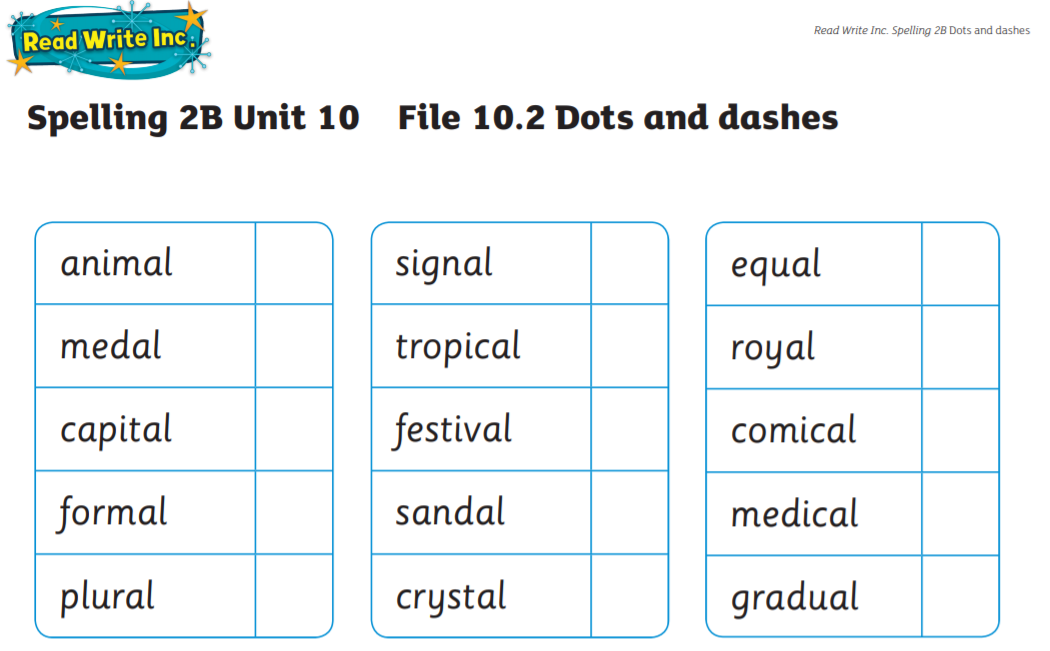 Read Write Inc.
Read Write Inc. Spelling 2B Dots and dashes
Spelling 2B Unit 10 File 10.2 Dots and dashes
animal
medal
capital
formal
plural
signal
tropical
festival
sandal
crystal
equal
royal
comical
medical
gradual